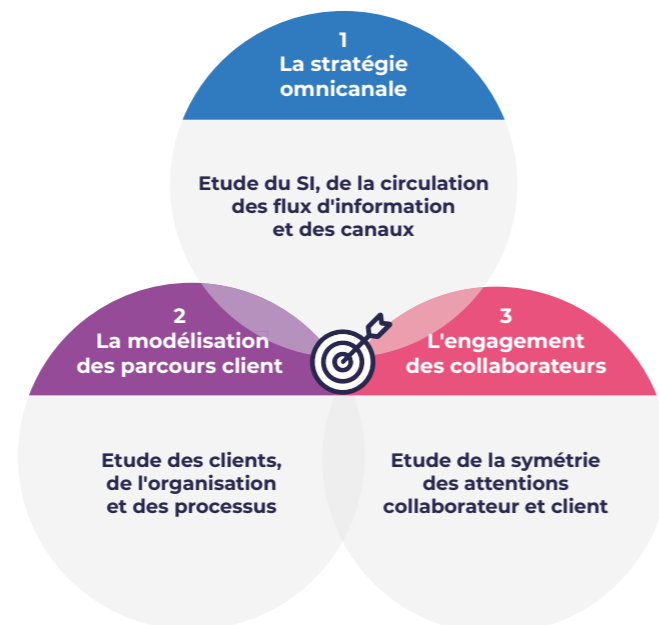 1
La stratégie
omnicanale
Etude du SI, de la circulation
des flux d'information
et des canaux
2
La modélisation
des parcours client
Etude des clients,
de l'organisation
et des processus
3
L'engagement
des collaborateurs
Etude de la symétrie
des attentions
collaborateur et client